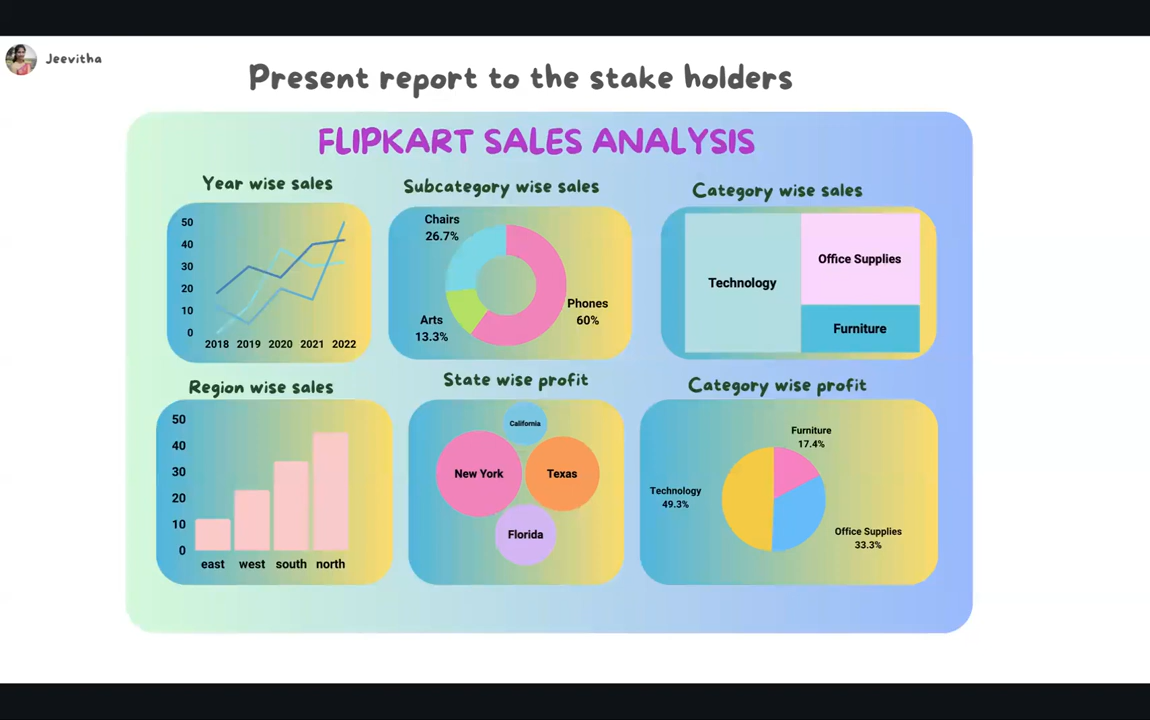 Jeevitha
Present report to the stake holders
FLIPKART SALES ANALYSIS
Year wise sales
50
40
30
20
10
0
2018 2019 2020 2021 2022
Subcategory wise sales
Chairs
26.7%
Phones
60%
Arts
13.3%
Category wise sales
Technology
Office Supplies
Furniture
Region wise sales
50
40
30
20
10
0
east west south north
State wise profit
California
New York
Texas
Florida
Category wise profit
Furniture
17.4%
Technology
49.3%
Office Supplies
33.3%